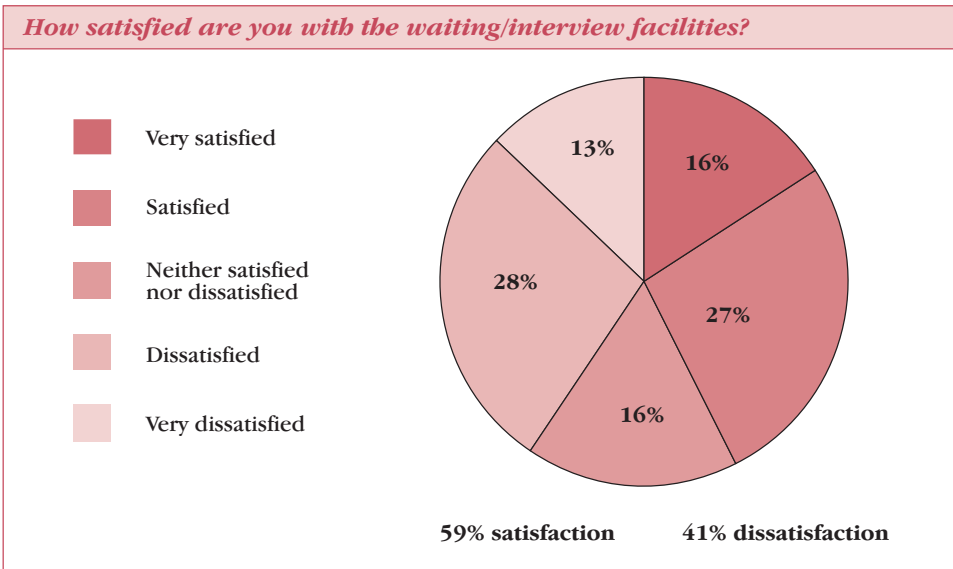 How satisfied are you with the waiting/interview facilities?
Very satisfied
Satisfied
Neither satisfied
nor dissatisfied
Dissatisfied
Very dissatisfied
13%
16%
28%
27%
16%
59% satisfaction
41% dissatisfaction